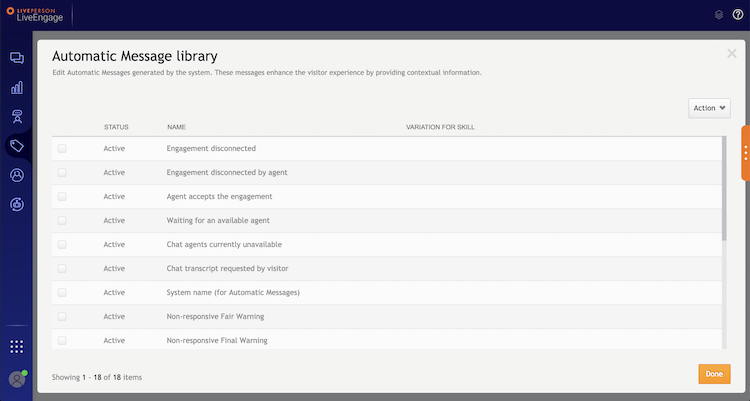 LIVEPERSON
LiveEngage
Automatic Message library
Edit Automatic Messages generated by the system. These messages enhance the visitor experience by providing contextual information.
Action
STATUS NAME VARIATION FOR SKILL
Active Engagement disconnected
Active Engagement disconnected by agent
Active Agent accepts the engagement
Active Waiting for an available agent
Active Chat agents currently unavailable
Active Chat transcript requested by visitor
Active System name (for Automatic Messages)
Active Non-responsive Fair Warning
Active Non-responsive Final Warning
Showing 1 - 18 of 18 items
Done